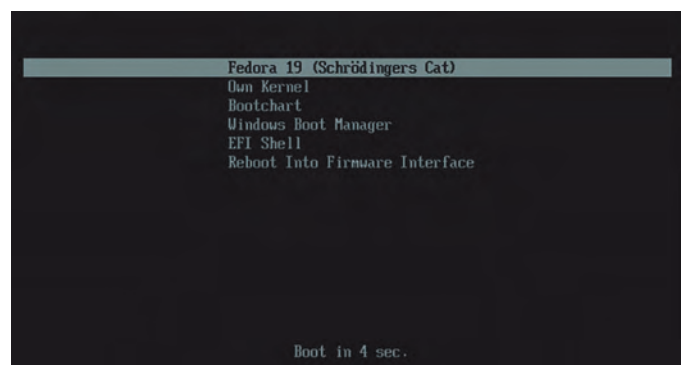 Fedora 19 (Schrödingers Cat)
Own Kernel
Bootchart
Windows Boot Manager
EFI Shell
Reboot Into Firmware Interface
Boot in 4 sec.